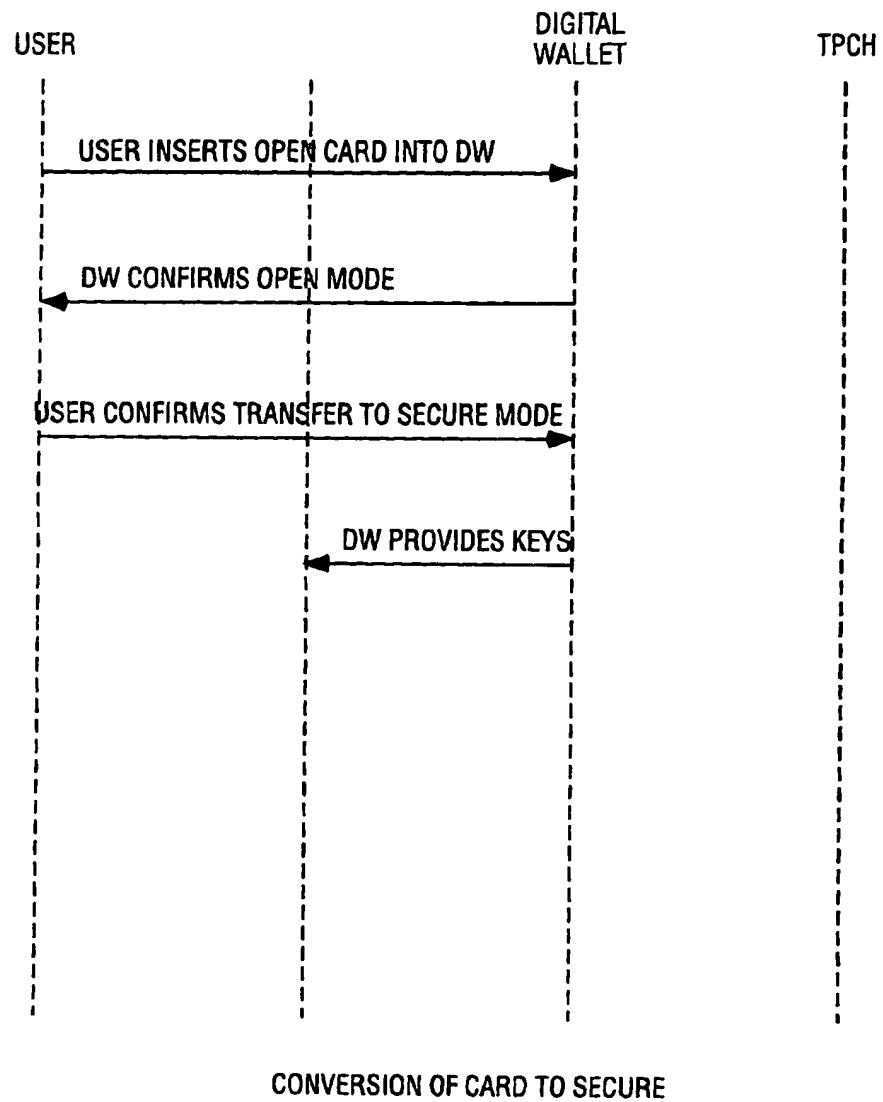 USER
DIGITAL
WALLET
TPCH
USER INSERTS OPEN CARD INTO DW
DW CONFIRMS OPEN MODE
USER CONFIRMS TRANSFER TO SECURE MODE
DW PROVIDES KEYS
CONVERSION OF CARD TO SECURE